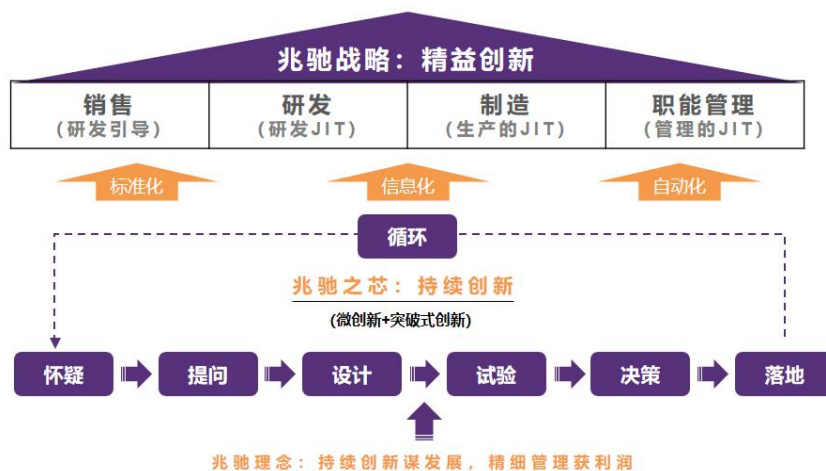 兆驰战略：精益创新
销售 研发 制造 职能管理
(研发引导) (研发JIT) (生产的JIT) (管理的JIT)
标准化 信息化 自动化
循环
兆驰之芯：持续创新
(微创新+突破式创新)
怀疑 提问 设计 试验 决策 落地
兆驰理念：持续创新谋发展，精细管理获利润